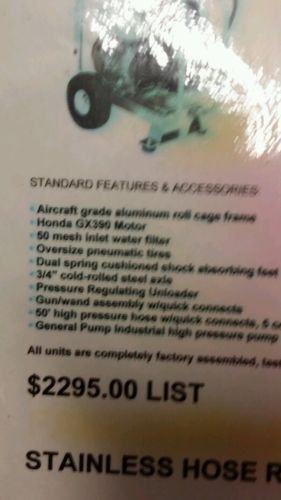 STANDARD FEATURES & ACCESSORIES:
Aircraft grade aluminum roll cage frame
Honda GX390 Motor
50 mesh inlet water filter
Oversize pneumatic tires
Dual spring cushioned shock absorbing feet
3/4" cold-rolled steel axle
Pressure Regulating Unloader
Gun/wand assembly w/quick connects
50' high pressure hose w/quick connects, 5
General Pump Industrial high pressure pump
All units are completely factory assembled,
$2295.00 LIST
STAINLESS HOSE